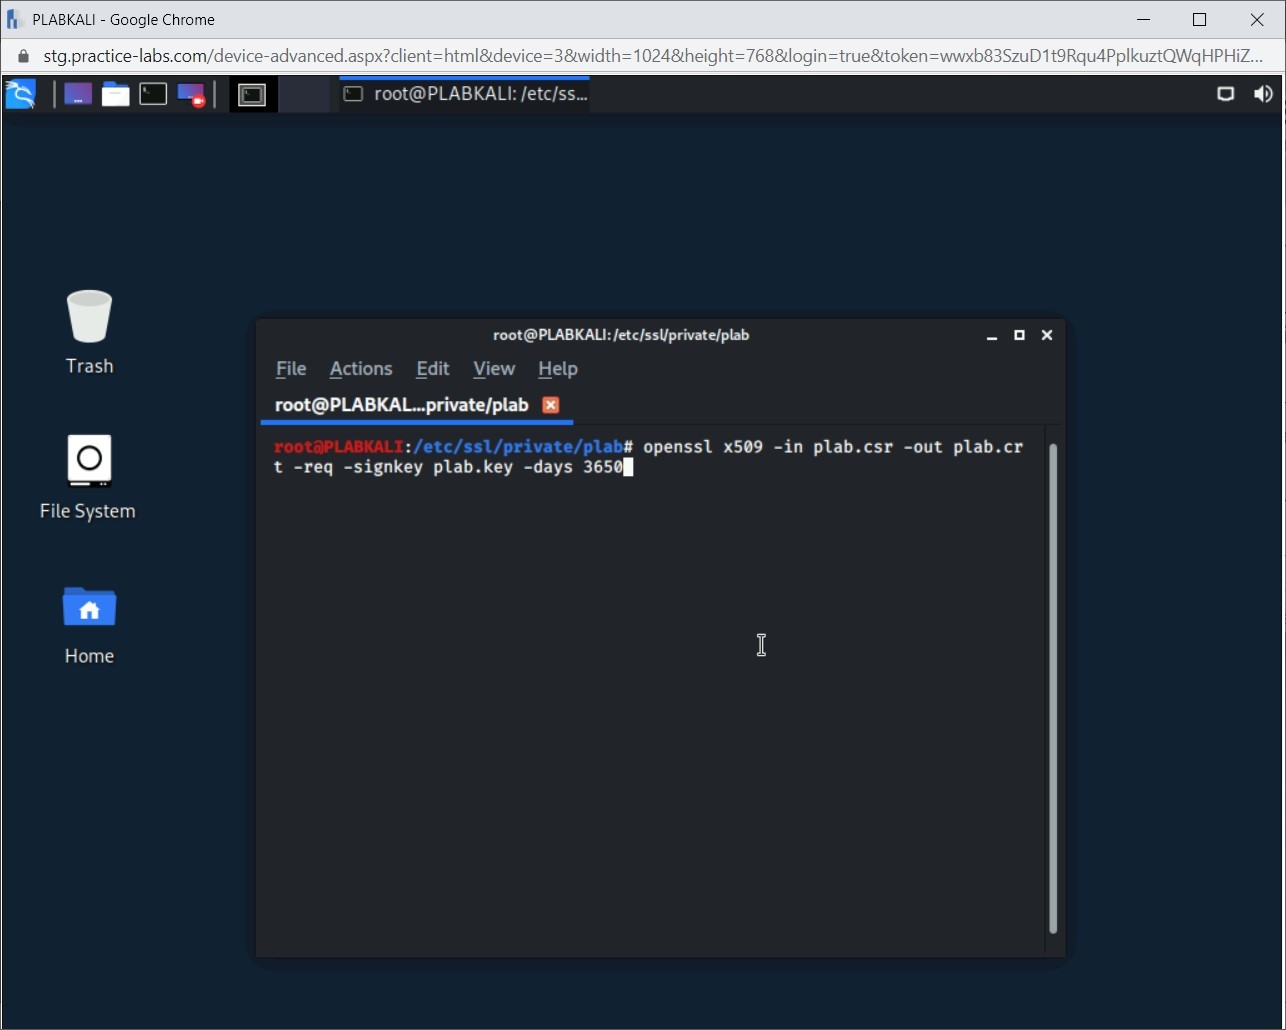 PLABKALI - Google Chrome
stg.practice-labs.com/device-advanced.aspx?client=html&device=3&width=1024&height=768&login=true&token=wwxb83SzuD1t9Rqu4PplkuztQWqHPHiZ...
root@PLABKALI: /etc/ss...
Trash
File System
Home
root@PLABKALI:/etc/ssl/private/plab
File Actions Edit View Help
root@PLABKAL...private/plab
root@PLABKALI:/etc/ssl/private/plab# openssl x509 -in plab.csr -out plab.cr
t -req -signkey plab.key -days 3650